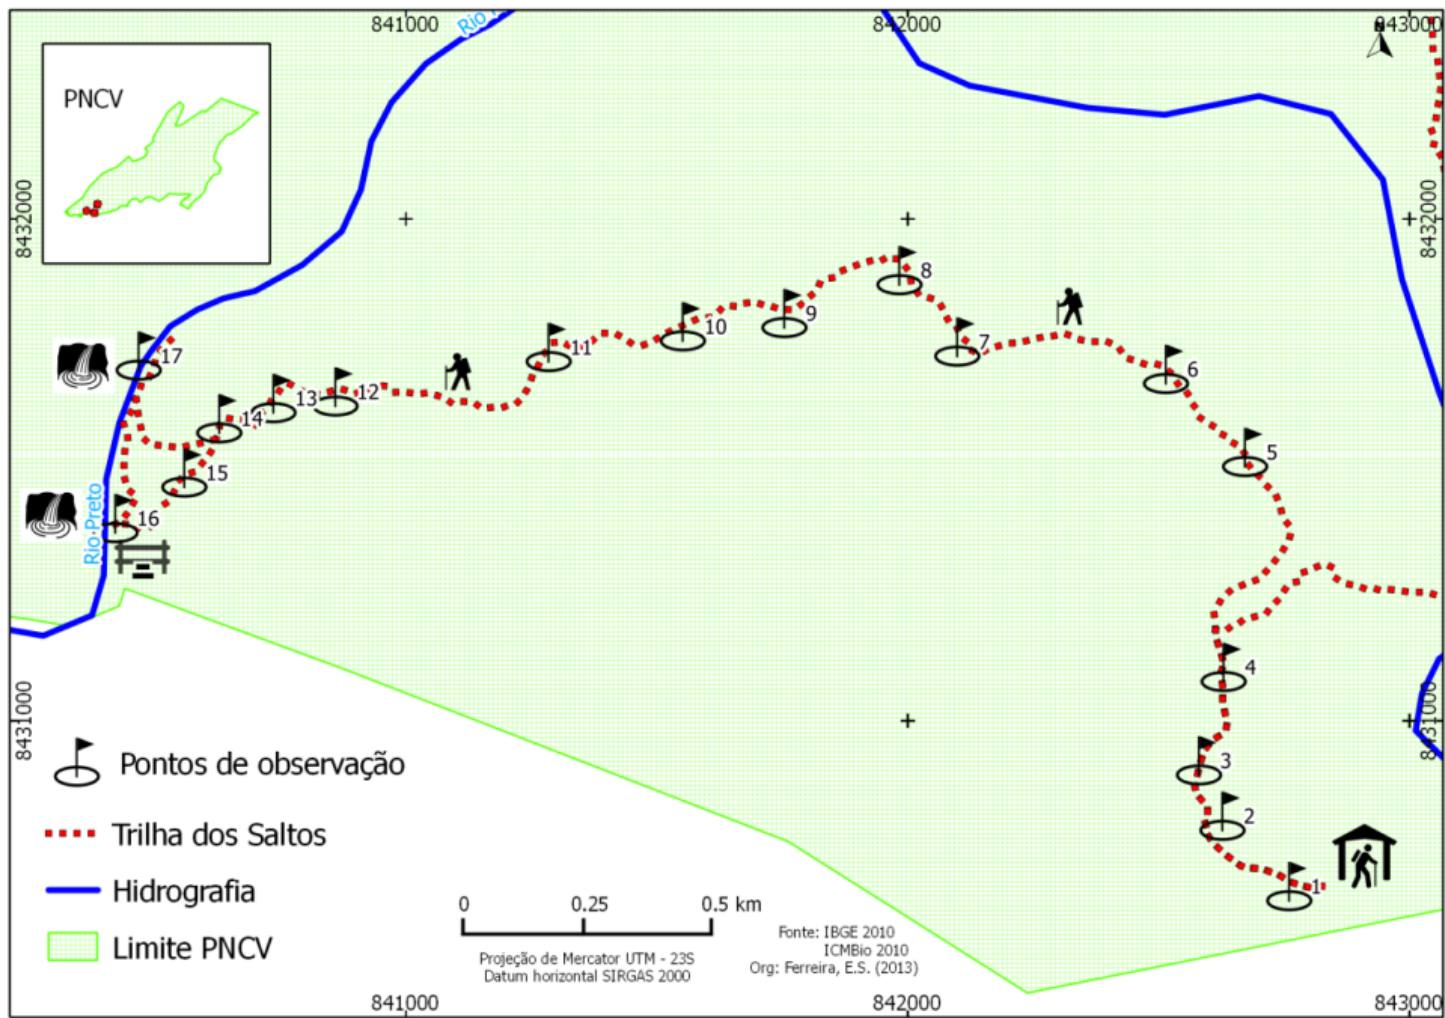 841000
842000
843000
Rio
N
PNCV
8432000
8432000
8
7
9
10
11
6
17
12
13
14
5
15
16
Rio Preto
4
8431000
8431000
3
2
1
Pontos de observação
Trilha dos Saltos
Hidrografia
Limite PNCV
0 0.25 0.5 km
Projeção de Mercator UTM - 23S
Datum horizontal SIRGAS 2000
Fonte: IBGE 2010
ICMBio 2010
Org: Ferreira, E.S. (2013)
841000
842000
843000